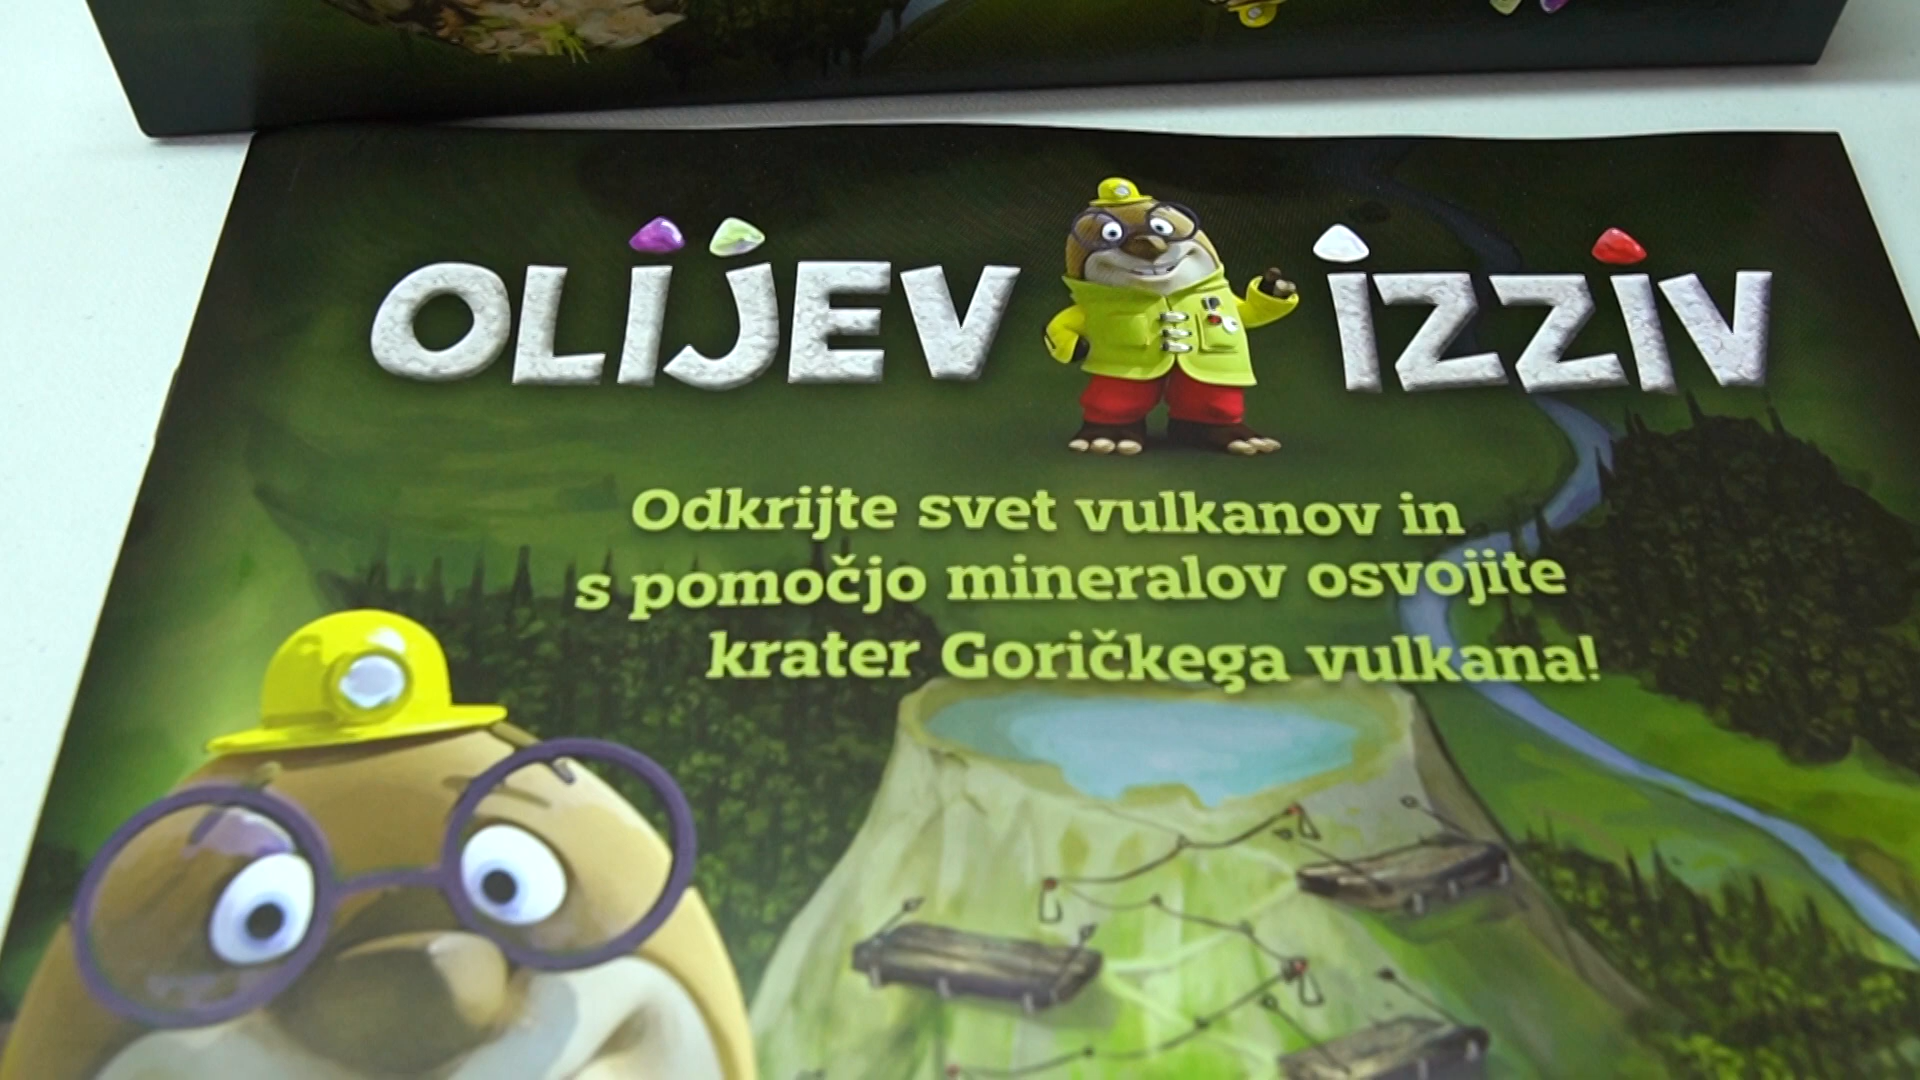 OLIJEV IZZIV
Odkrijte svet vulkanov in
s pomočjo mineralov osvojite
krater Goričkega vulkana!